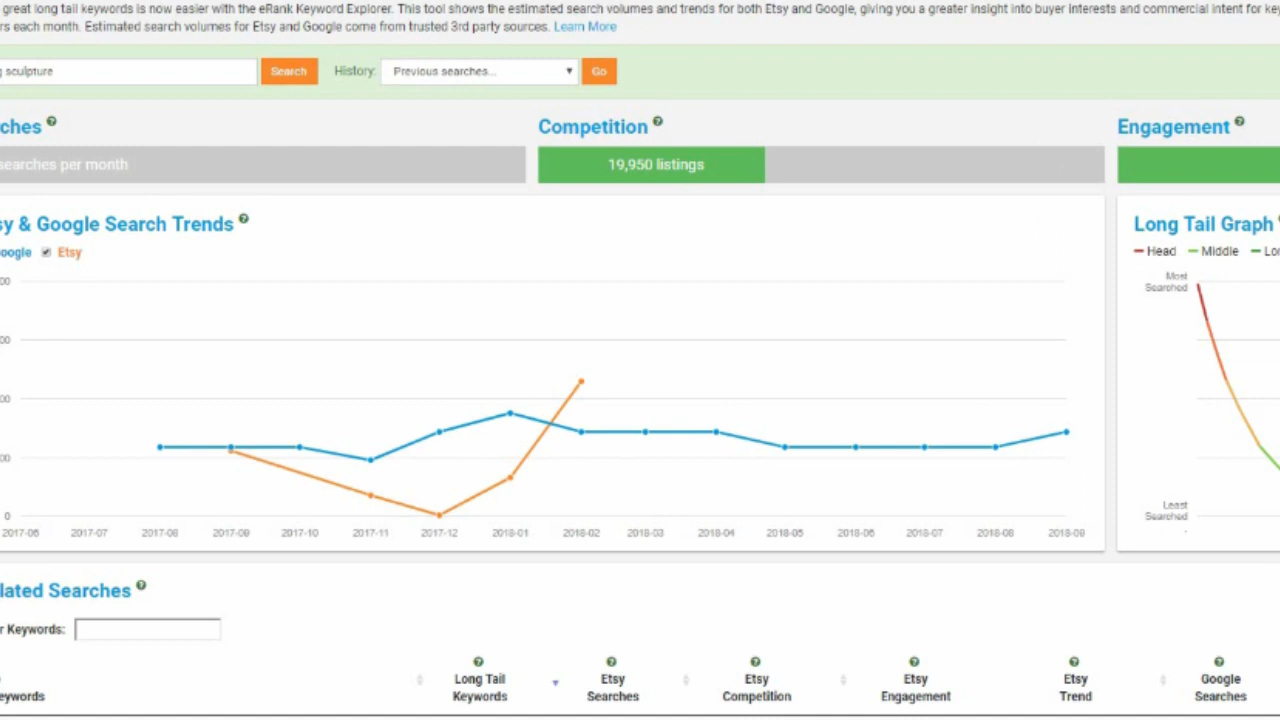 great long tail keywords is now easier with the eRank Keyword Explorer. This tool shows the estimated search volumes and trends for both Etsy and Google, giving you a greater insight into buyer interests and commercial intent for key
rs each month. Estimated search volumes for Etsy and Google come from trusted 3rd party sources. Learn More
g sculpture Search History: Previous searches... Go
ches Competition Engagement
searches per month 19,950 listings
sy & Google Search Trends Long Tail Graph
oogle Etsy Head Middle Lon
Most
Searched
00
00
00
00
0
Least
Searched
2017-06 2017-07 2017-08 2017-09 2017-10 2017-11 2017-12 2018-01 2018-02 2018-03 2018-04 2018-05 2018-06 2018-07 2018-08 2018-09
lated Searches
r Keywords:
eywords Long Tail Keywords Etsy Searches Etsy Competition Etsy Engagement Etsy Trend Google Searches